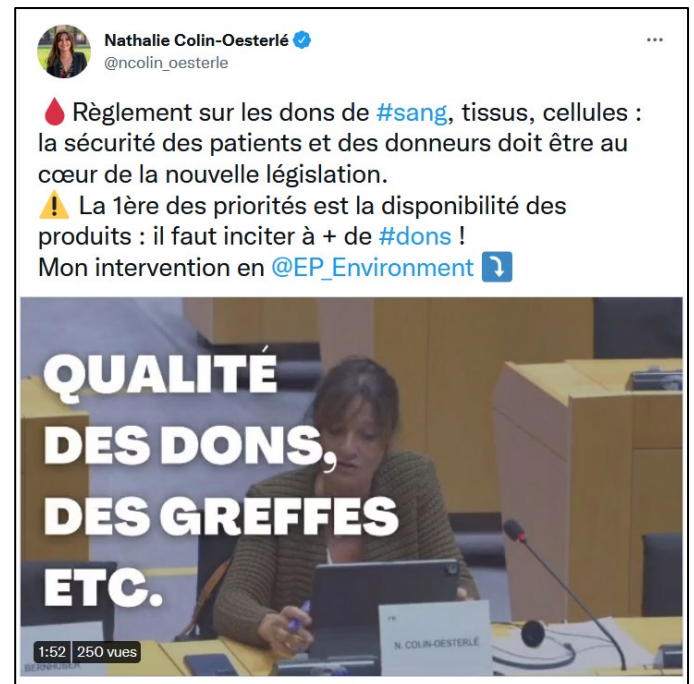 Nathalie Colin-Oesterlé
@ncolin_oesterle
Règlement sur les dons de #sang, tissus, cellules :
la sécurité des patients et des donneurs doit être au
cœur de la nouvelle législation.
La 1ère des priorités est la disponibilité des
produits : il faut inciter à + de #dons !
Mon intervention en @EP_Environment
QUALITÉ
DES DONS,
DES GREFFES
ETC.
N. COLIN-OESTERLÉ
1:52 250 vues
BERNHUBER